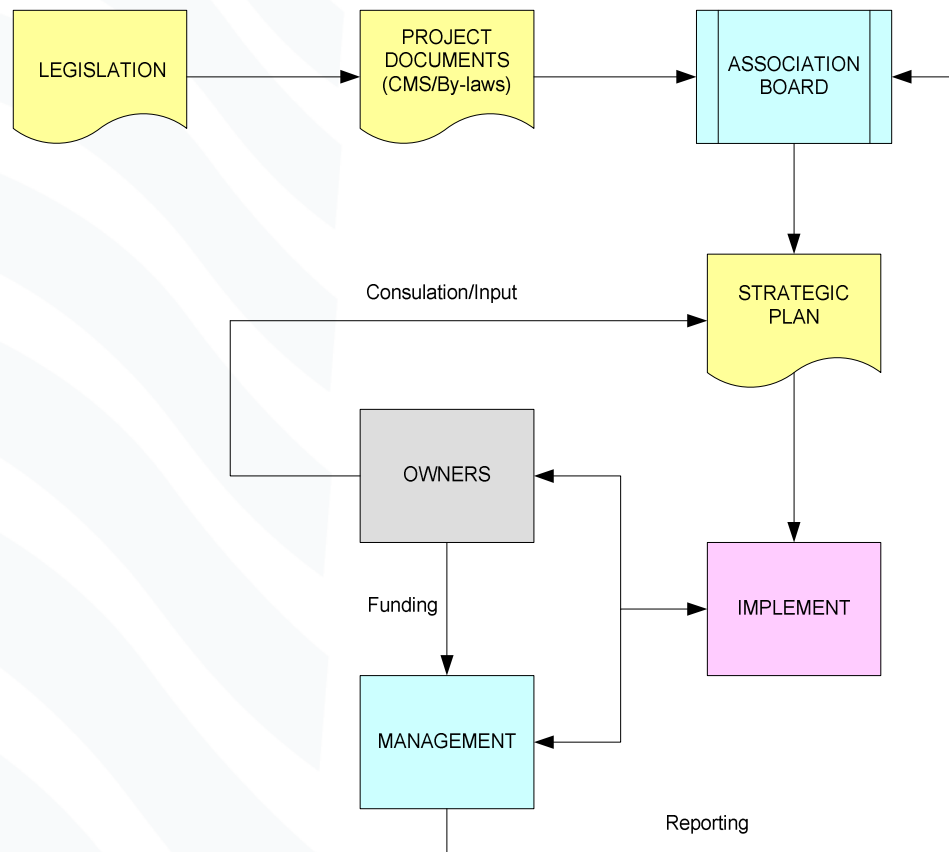 LEGISLATION
PROJECT
DOCUMENTS
(CMS/By-laws)
ASSOCIATION
BOARD
Consulation/Input
STRATEGIC
PLAN
OWNERS
Funding
IMPLEMENT
MANAGEMENT
Reporting